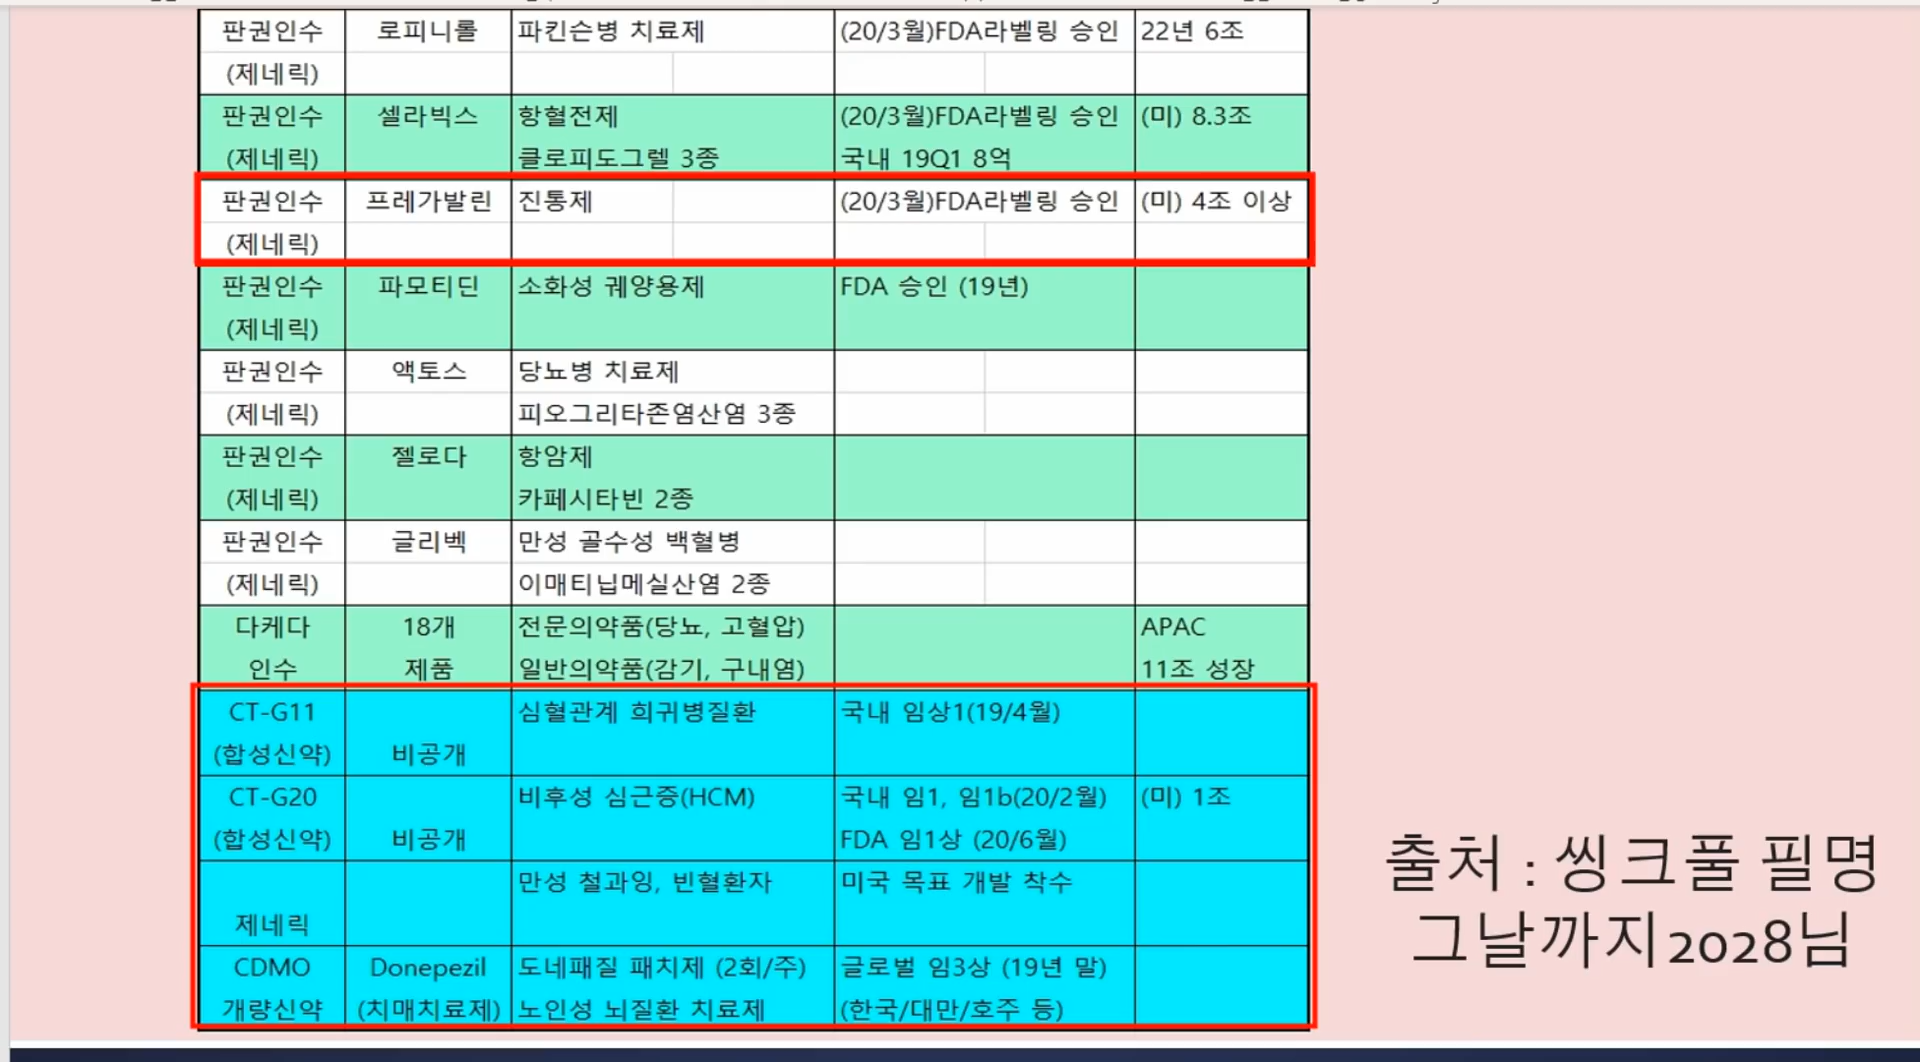 판권인수 로피니롤 파킨슨병 치료제 (20/3월)FDA라벨링 승인 22년 6조
(제네릭)
판권인수 셀라빅스 항혈전제 (20/3월)FDA라벨링 승인 (미) 8.3조
(제네릭) 클로피도그렐 3종 국내 19Q1 8억
판권인수 프레가발린 진통제 (20/3월)FDA라벨링 승인 (미) 4조 이상
(제네릭)
판권인수 파모티딘 소화성 궤양용제 FDA 승인 (19년)
(제네릭)
판권인수 액토스 당뇨병 치료제
(제네릭) 피오그리타존염산염 3종
판권인수 젤로다 항암제
(제네릭) 카페시타빈 2종
판권인수 글리벡 만성 골수성 백혈병
(제네릭) 이매티닙메실산염 2종
다케다 18개 전문의약품(당뇨, 고혈압) APAC
인수 제품 일반의약품(감기, 구내염) 11조 성장
CT-G11 심혈관계 희귀병질환 국내 임상1(19/4월)
(합성신약) 비공개
CT-G20 비후성 심근증(HCM) 국내 임1, 임1b(20/2월) (미) 1조
(합성신약) 비공개 FDA 임1상 (20/6월)
만성 철과잉, 빈혈환자 미국 목표 개발 착수
제네릭
CDMO Donepezil 도네패질 패치제 (2회/주) 글로벌 임3상 (19년 말)
개량신약 (치매치료제) 노인성 뇌질환 치료제 (한국/대만/호주 등)
출처 : 씽크풀 필명
그날까지2028님